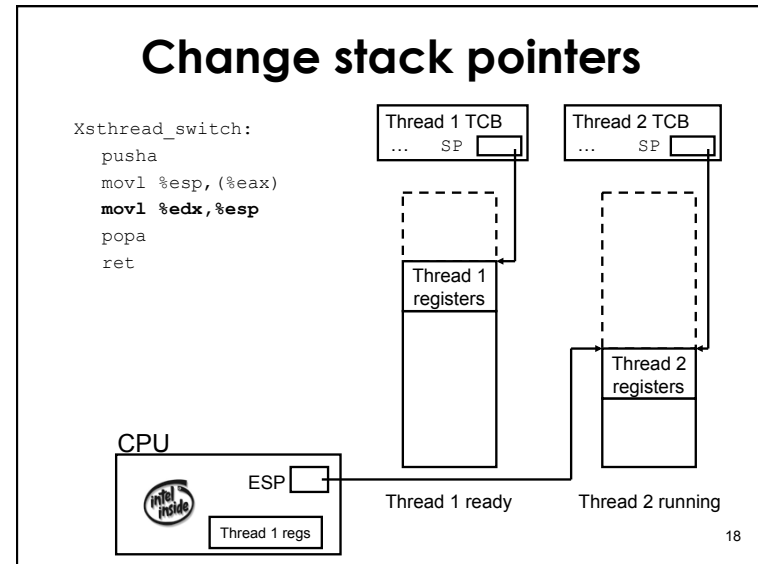 Change stack pointers
Xsthread_switch:
pusha
movl %esp,(%eax)
movl %edx,%esp
popa
ret
Thread 1 TCB
... SP
Thread 2 TCB
... SP
Thread 1
registers
Thread 2
registers
CPU
ESP
intel
inside
Thread 1 regs
Thread 1 ready
Thread 2 running
18